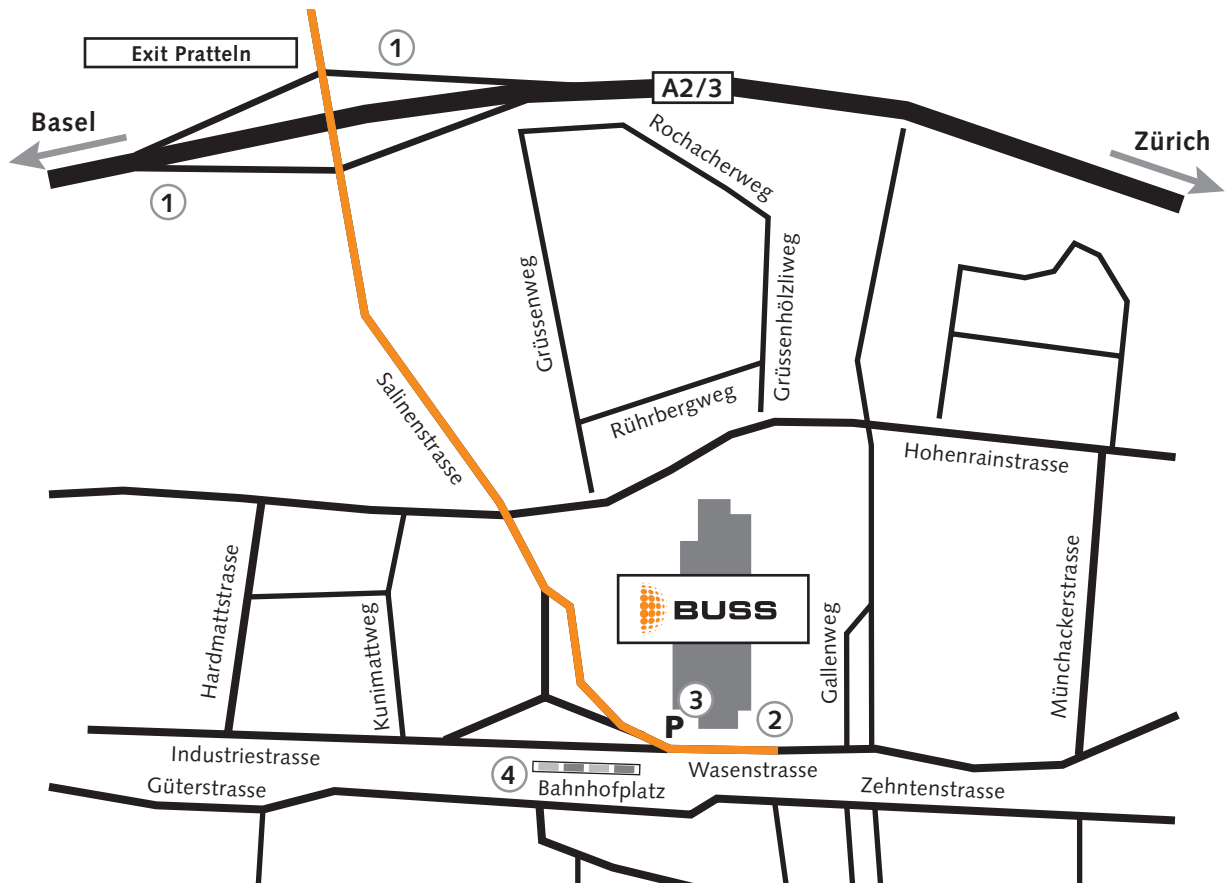 1
Exit Pratteln
A2/3
Basel
Zürich
1
Rochacherweg
Grüssenweg
Grüssenhölzliweg
Salinenstrasse
Rührbergweg
Hohenrainstrasse
Hardmattstrasse
Kunimattweg
BUSS
Gallenweg
Münchackerstrasse
3
P
2
Industriestrasse
4
Wasenstrasse
Güterstrasse
Bahnhofplatz
Zehntenstrasse